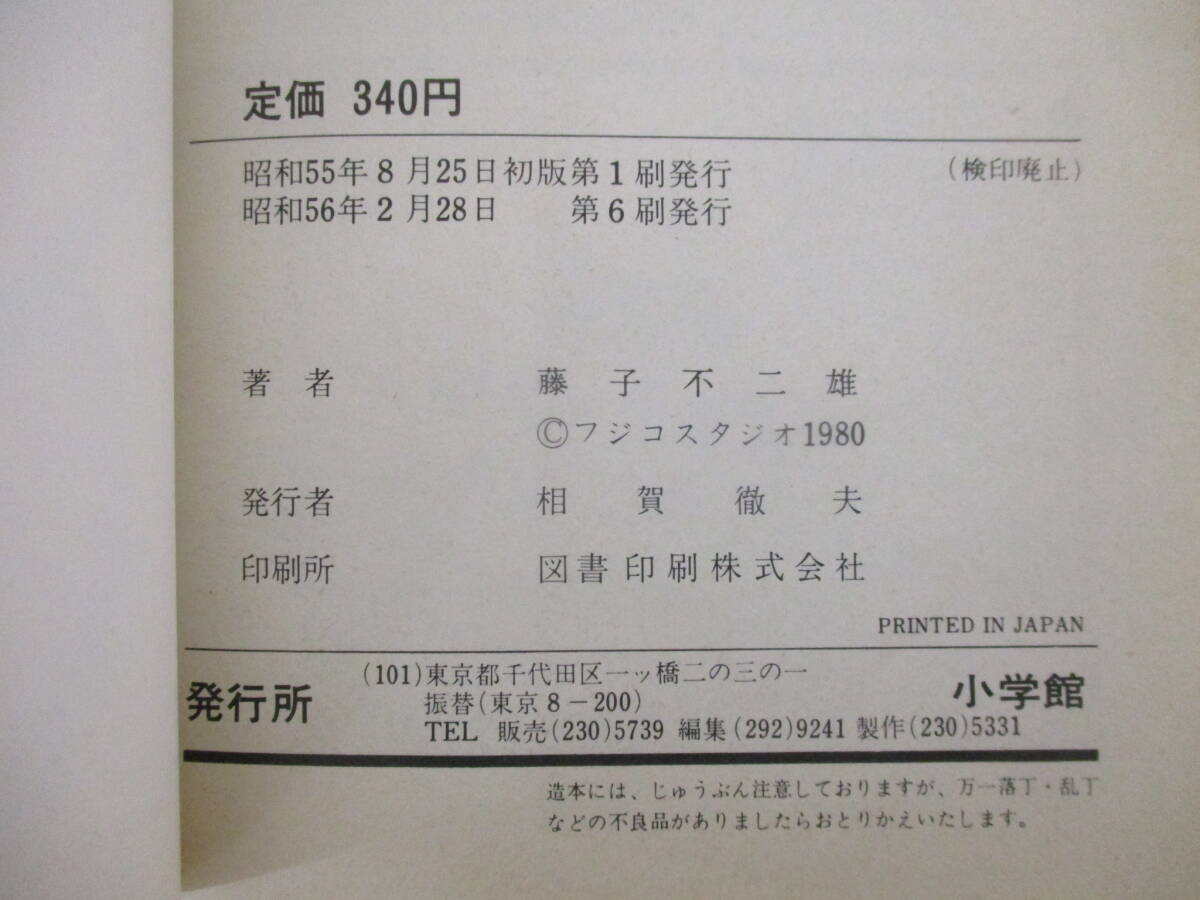 定価 340円
昭和55年8月25日初版第1刷発行 (検印廃止)
昭和56年2月28日 第6刷発行
著者 藤子不二雄
©フジコスタジオ1980
発行者 相賀徹夫
印刷所 図書印刷株式会社
PRINTED IN JAPAN
(101)東京都千代田区一ッ橋二の三の一
発行所 振替(東京8-200) 小学館
TEL 販売(230)5739 編集(292)9241 製作(230)5331
造本には、じゅうぶん注意しておりますが、万一落丁・乱丁
などの不良品がありましたらおとりかえいたします。